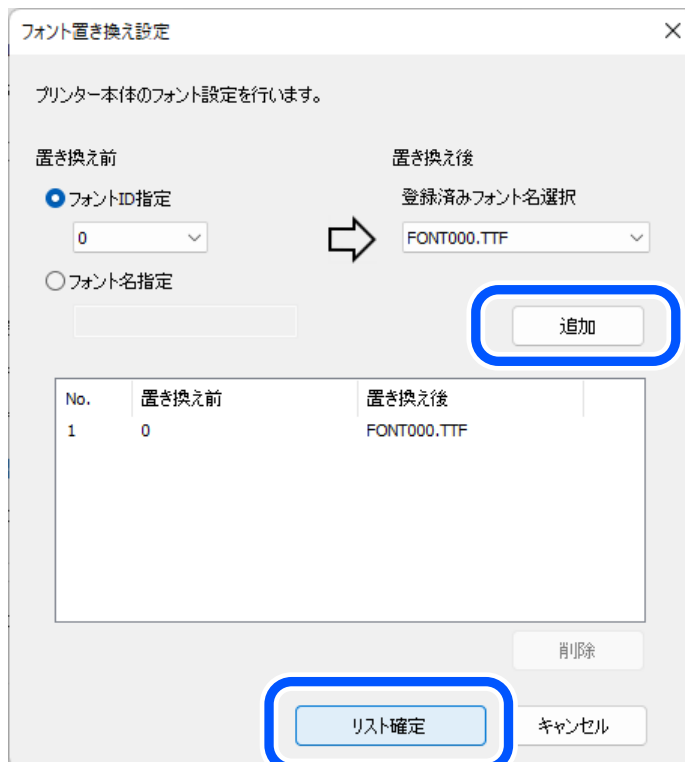 フォント置き換え設定
プリンター本体のフォント設定を行います。
置き換え前 置き換え後
フォントID指定 登録済みフォント名選択
0 FONT000.TTF
フォント名指定
追加
No. 置き換え前 置き換え後
1 0 FONT000.TTF
削除
リスト確定 キャンセル